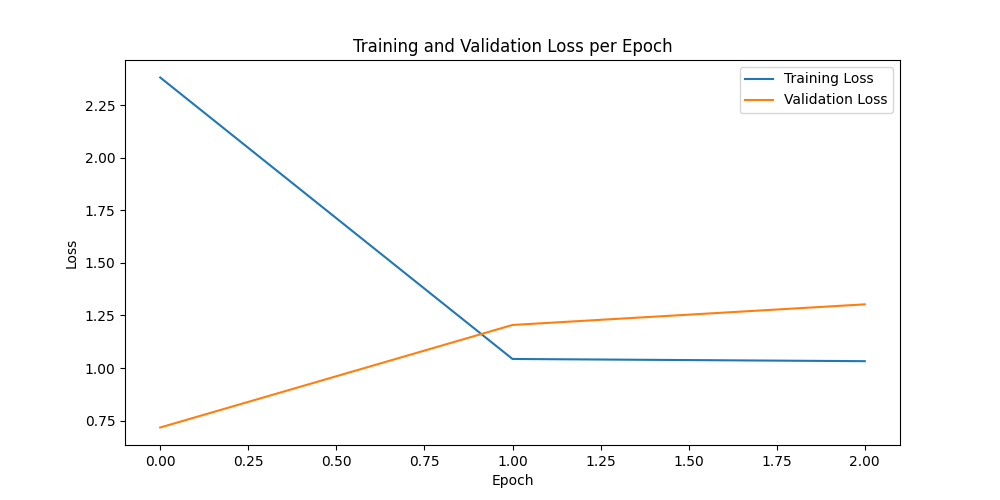 Training and Validation Loss per Epoch
Training Loss
Validation Loss
2.25
2.00
1.75
1.50
1.25
1.00
0.75
Loss
0.00 0.25 0.50 0.75 1.00 1.25 1.50 1.75 2.00
Epoch